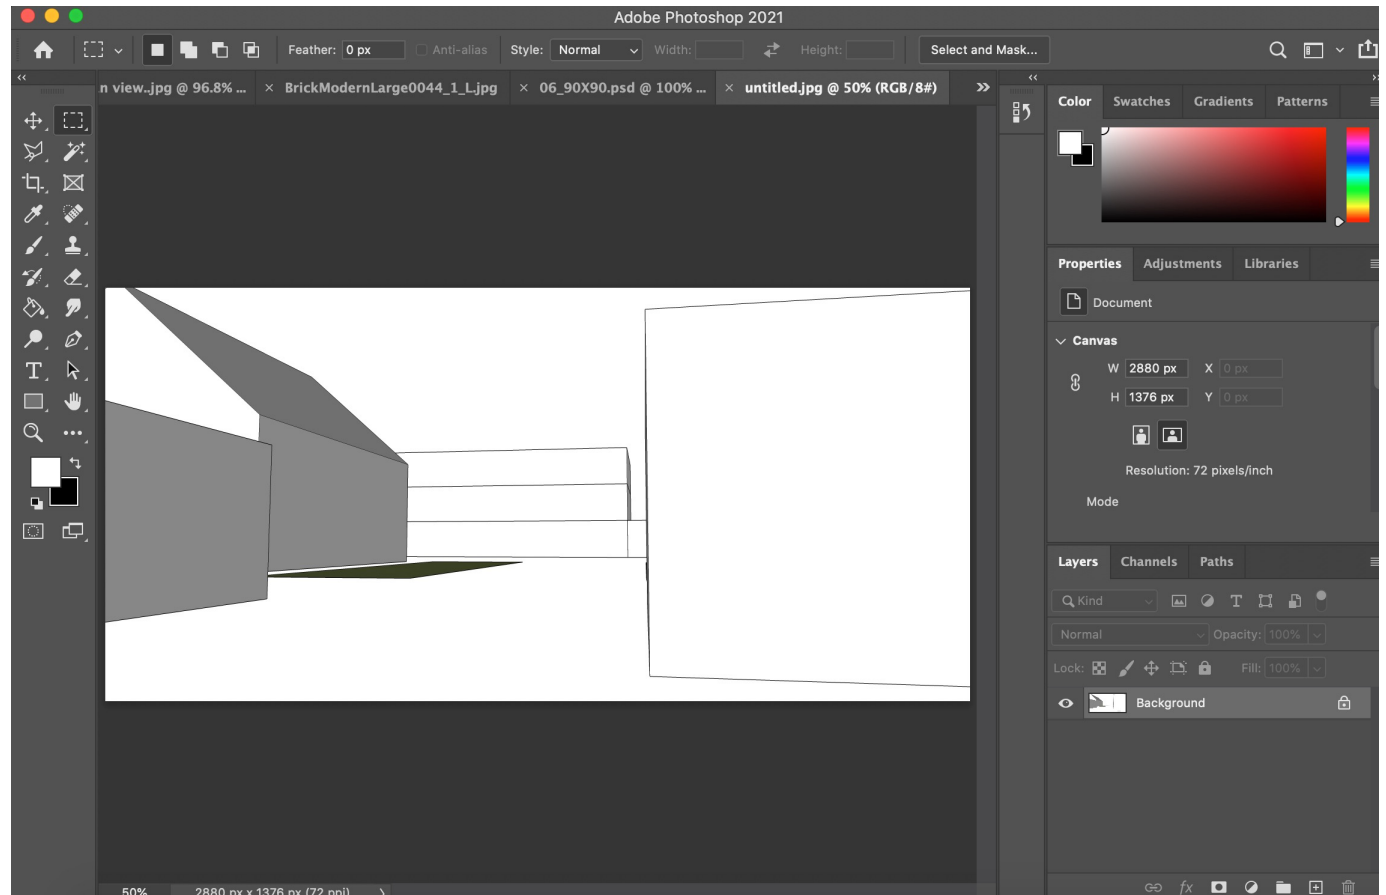 Adobe Photoshop 2021
Feather: 0 px Anti-alias Style: Normal Width: Height: Select and Mask...
n view..jpg @ 96.8% ... × BrickModernLarge0044_1_L.jpg × 06_90X90.psd @ 100% ... × untitled.jpg @ 50% (RGB/8#)
Color Swatches Gradients Patterns
Properties Adjustments Libraries
Document
Canvas
W 2880 px X 0 px
H 1376 px Y 0 px
Resolution: 72 pixels/inch
Mode
Layers Channels Paths
Kind
Normal Opacity: 100%
Lock: Fill: 100%
Background
50% 2880 px x 1376 px (72 ppi)
fx